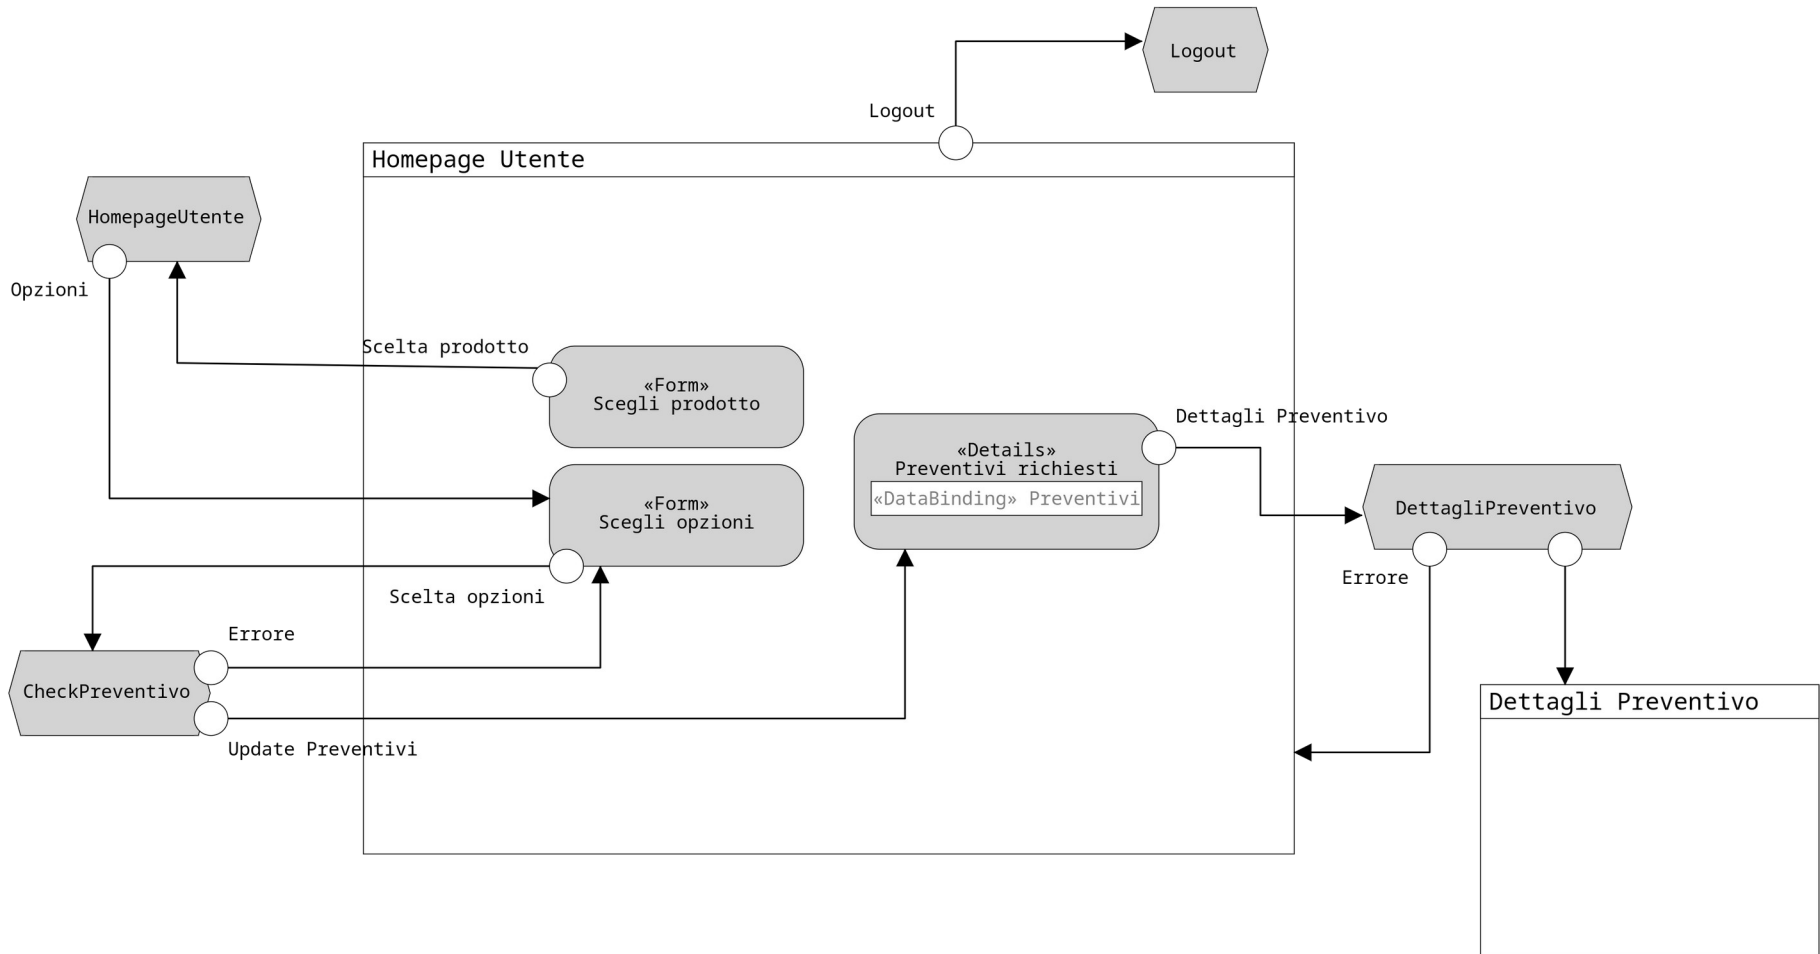 Logout
Logout
Homepage Utente
HomepageUtente
Opzioni
Scelta prodotto
«Form»
Scegli prodotto
Dettagli Preventivo
«Details»
Preventivi richiesti
«DataBinding» Preventivi
«Form»
Scegli opzioni
DettagliPreventivo
Errore
Scelta opzioni
Errore
CheckPreventivo
Update Preventivi
Dettagli Preventivo